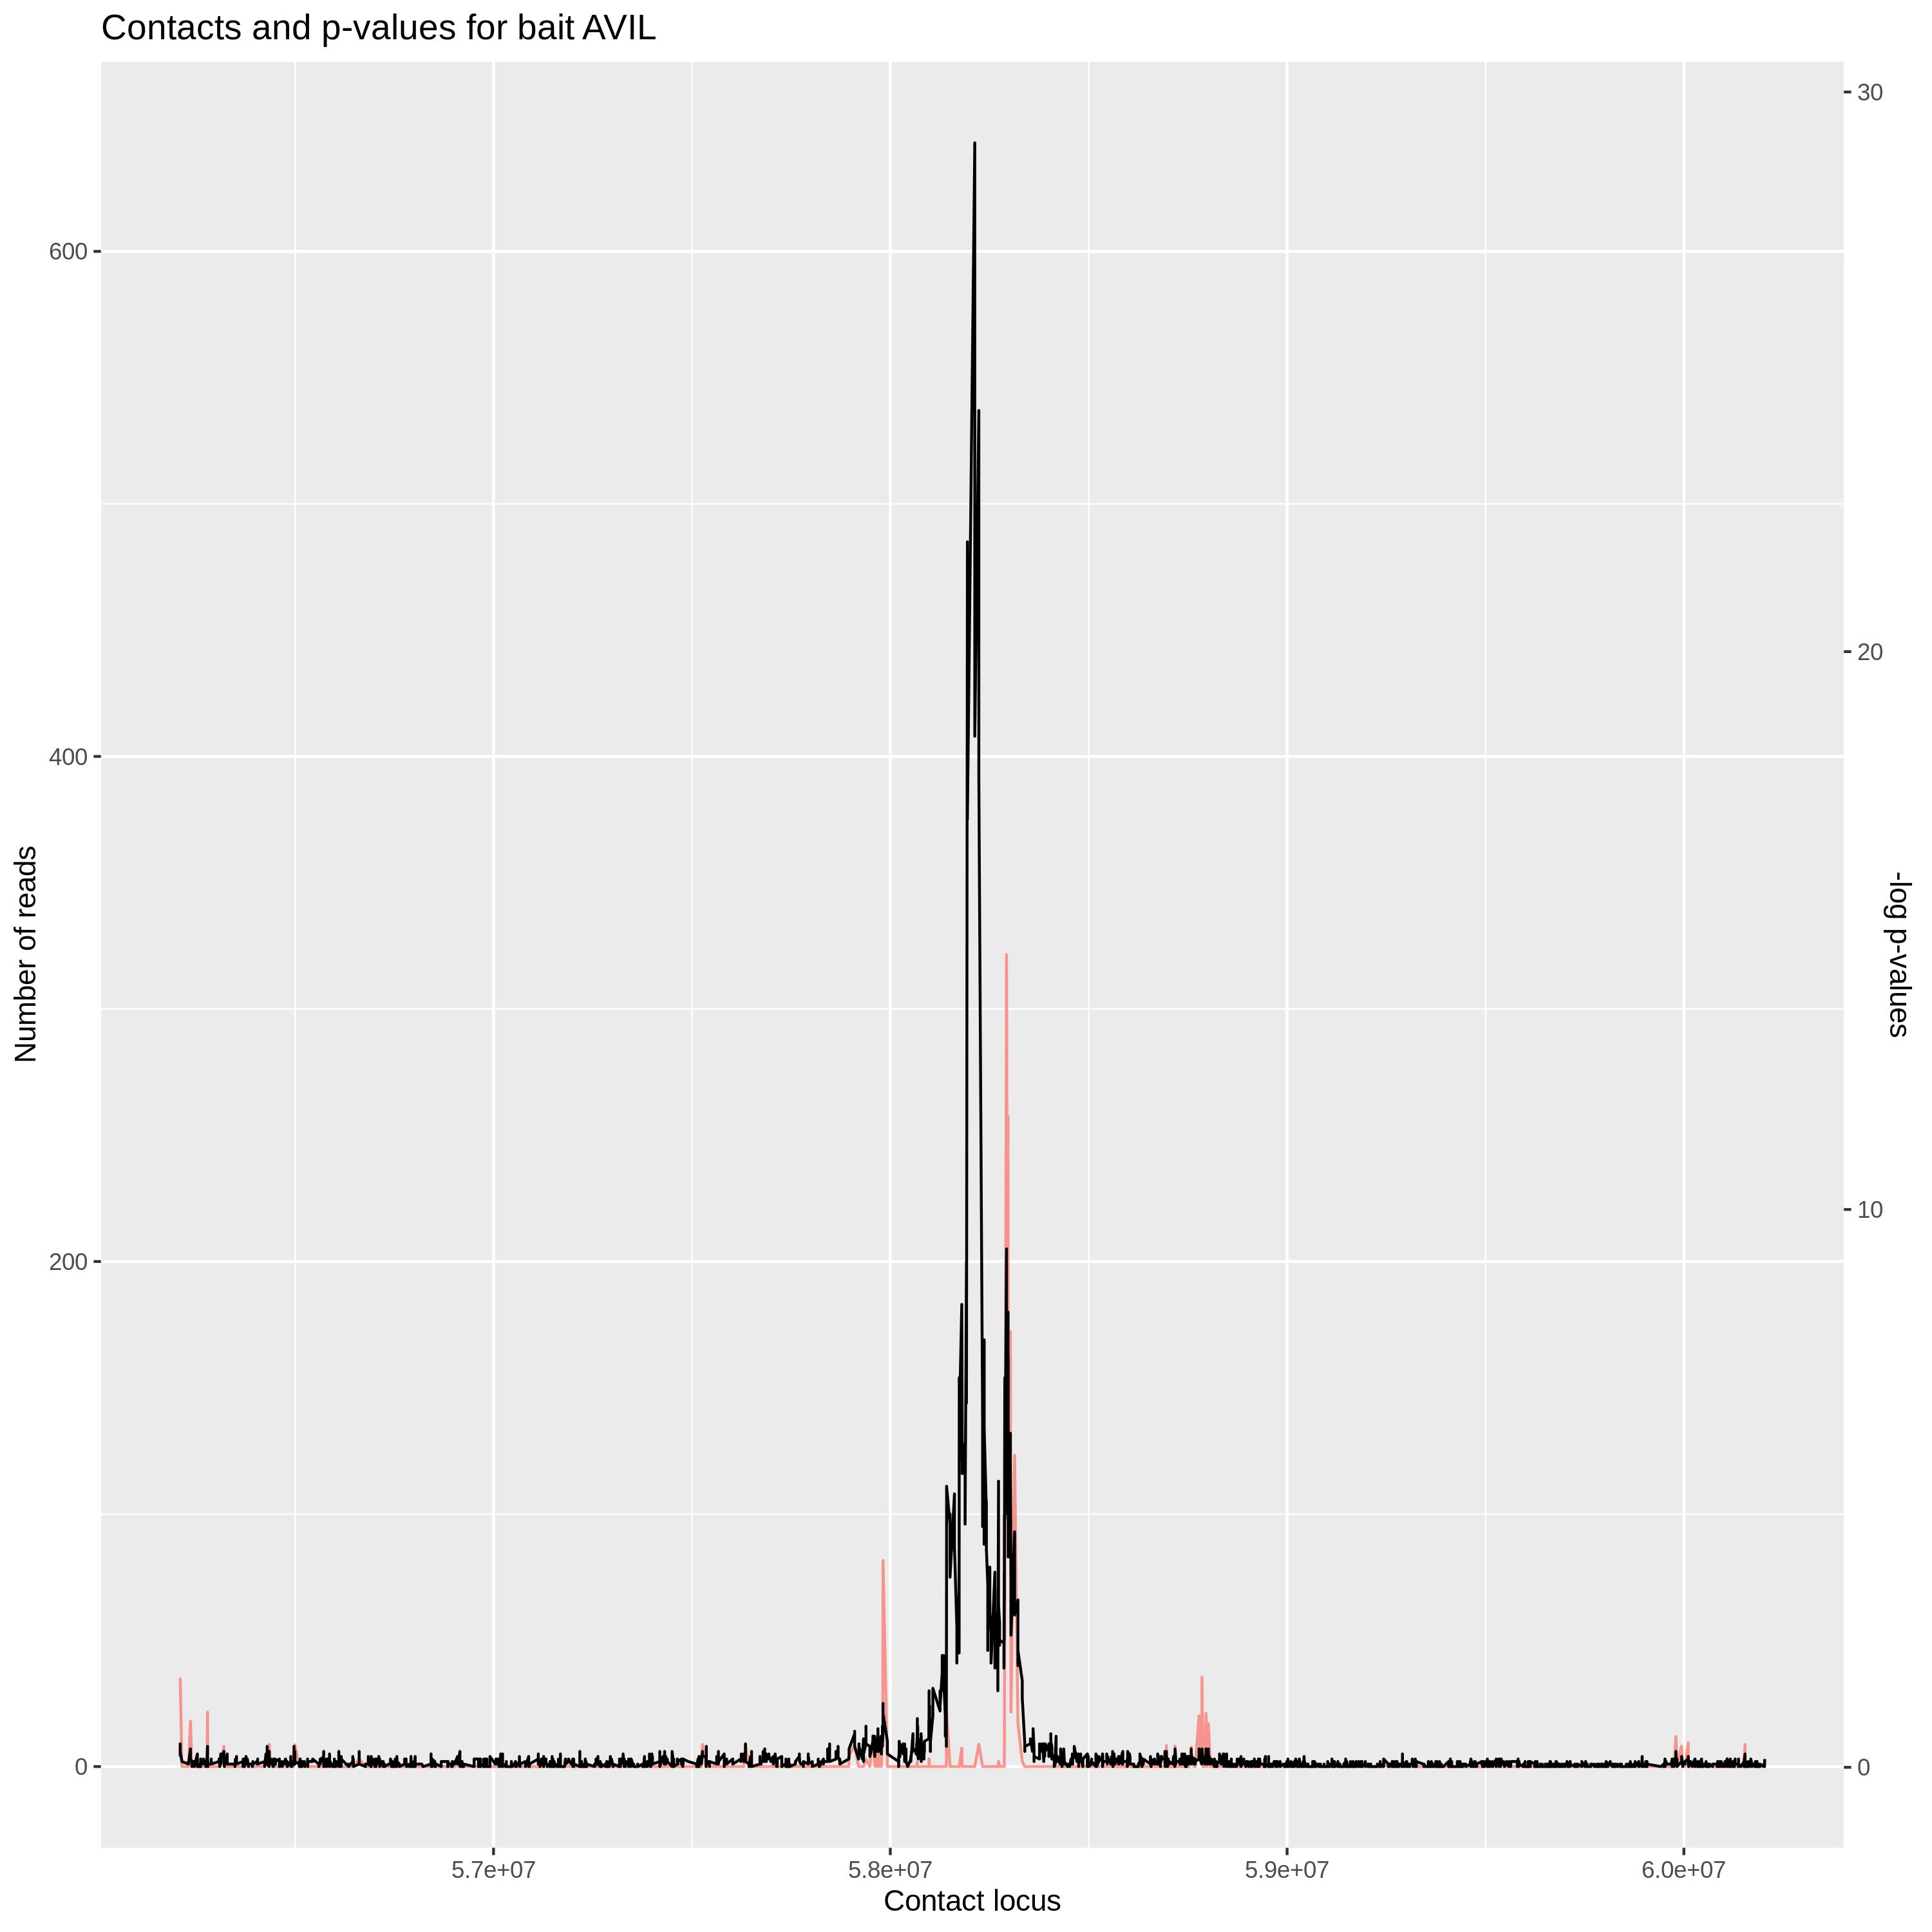 Contacts and p-values for bait AVIL
600
400
200
0
Number of reads
30
20
10
0
-log p-values
5.7e+07
5.8e+07
5.9e+07
6.0e+07
Contact locus